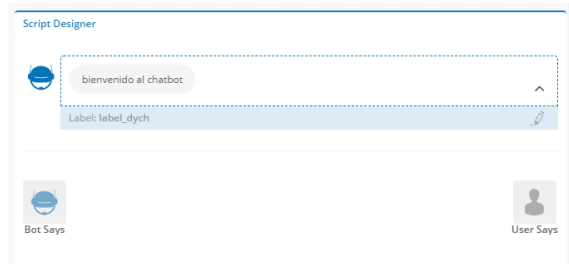 Script Designer
bienvenido al chatbot
Label: label_dych
Bot Says
User Says